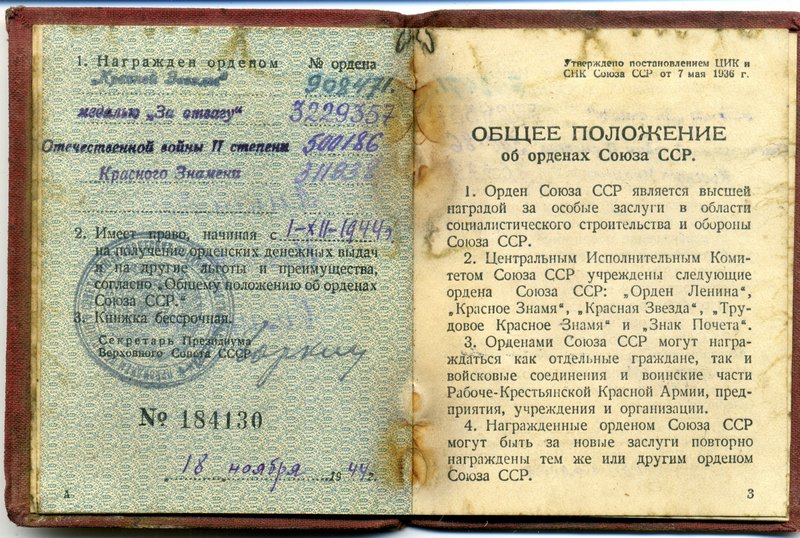 1. Награжден орденом № ордена
„Красной Звезды“ 908471.
медалью „За отвагу“ 3229357
Отечественной войны II степени 500186
Красного Знамени
2. Имеет право, начиная с 1-XII-1944 г.
на получение орденских денежных выдач
и на другие льготы и преимущества,
согласно „Общему положению об орденах
Союза ССР.“
3. Книжка бессрочная.
Секретарь Президиума
Верховного Совета СССР
№ 184130
18 ноября 1944 г.
А
Утверждено постановлением ЦИК и
СНК Союза ССР от 7 мая 1936 г.
ОБЩЕЕ ПОЛОЖЕНИЕ
об орденах Союза ССР.
1. Орден Союза ССР является высшей
наградой за особые заслуги в области
социалистического строительства и обороны
Союза ССР.
2. Центральным Исполнительным Коми-
тетом Союза ССР учреждены следующие
ордена Союза ССР: „Орден Ленина“,
„Красное Знамя“, „Красная Звезда“, „Тру-
довое Красное Знамя“ и „Знак Почета“.
3. Орденами Союза ССР могут награ-
ждаться как отдельные граждане, так и
войсковые соединения и воинские части
Рабоче-Крестьянской Красной Армии, пред-
приятия, учреждения и организации.
4. Награжденные орденом Союза ССР
могут быть за новые заслуги повторно
награждены тем же или другим орденом
Союза ССР.
3